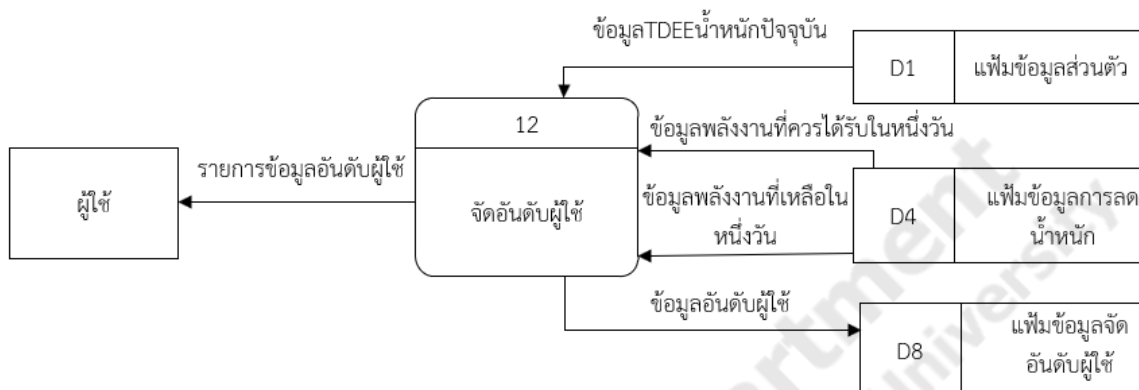 ข้อมูลTDEEน้ำหนักปัจจุบัน
D1
แฟ้มข้อมูลส่วนตัว
12
ข้อมูลพลังงานที่ควรได้รับในหนึ่งวัน
ผู้ใช้
รายการข้อมูลอันดับผู้ใช้
จัดอันดับผู้ใช้
ข้อมูลพลังงานที่เหลือใน
หนึ่งวัน
D4
แฟ้มข้อมูลการลด
น้ำหนัก
ข้อมูลอันดับผู้ใช้
D8
แฟ้มข้อมูลจัด
อันดับผู้ใช้
University